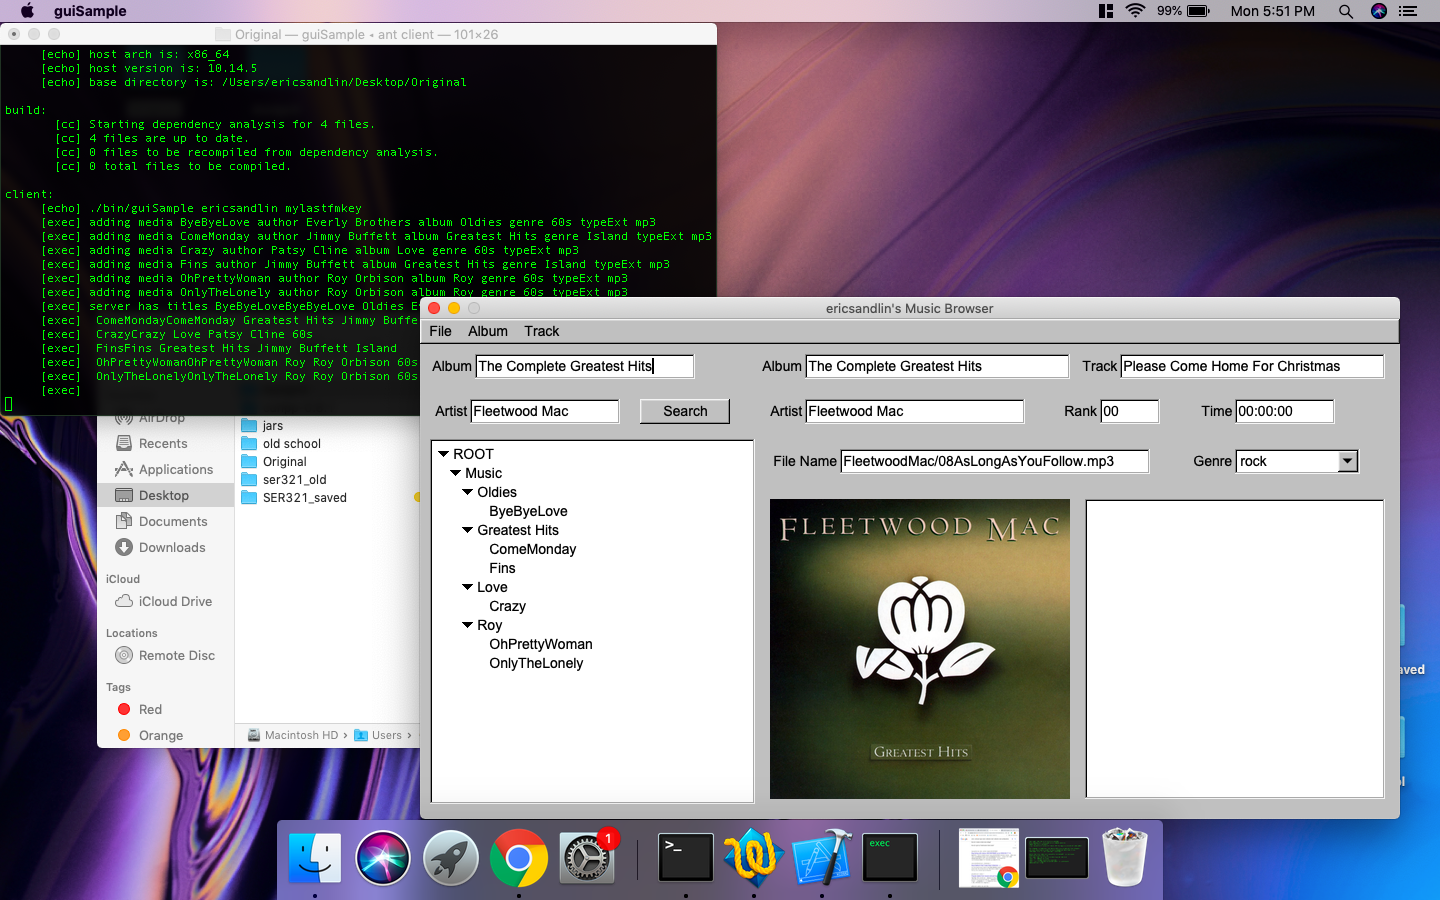 guiSample
99%
Mon 5:51 PM
Original — guiSample ◂ ant client — 101×26
[echo] host arch is: x86_64
[echo] host version is: 10.14.5
[echo] base directory is: /Users/ericsandlin/Desktop/Original
build:
[cc] Starting dependency analysis for 4 files.
[cc] 4 files are up to date.
[cc] 0 files to be recompiled from dependency analysis.
[cc] 0 total files to be compiled.
client:
[echo] ./bin/guiSample ericsandlin mylastfmkey
[exec] adding media ByeByeLove author Everly Brothers album Oldies genre 60s typeExt mp3
[exec] adding media ComeMonday author Jimmy Buffett album Greatest Hits genre Island typeExt mp3
[exec] adding media Crazy author Patsy Cline album Love genre 60s typeExt mp3
[exec] adding media Fins author Jimmy Buffett album Greatest Hits genre Island typeExt mp3
[exec] adding media OhPrettyWoman author Roy Orbison album Roy genre 60s typeExt mp3
[exec] adding media OnlyTheLonely author Roy Orbison album Roy genre 60s typeExt mp3
[exec] server has titles ByeByeLoveByeByeLove Oldies E
[exec] ComeMondayComeMonday Greatest Hits Jimmy Buffe
[exec] CrazyCrazy Love Patsy Cline 60s
[exec] FinsFins Greatest Hits Jimmy Buffett Island
[exec] OhPrettyWomanOhPrettyWoman Roy Roy Orbison 60s
[exec] OnlyTheLonelyOnlyTheLonely Roy Roy Orbison 60s
[exec]
AirDrop
Recents
Applications
Desktop
Documents
Downloads
iCloud
iCloud Drive
Locations
Remote Disc
Tags
Red
Orange
jars
old school
Original
ser321_old
SER321_saved
Macintosh HD › Users ›
ericsandlin's Music Browser
File Album Track
Album The Complete Greatest Hits
Album The Complete Greatest Hits
Track Please Come Home For Christmas
Artist Fleetwood Mac
Search
Artist Fleetwood Mac
Rank 00
Time 00:00:00
File Name FleetwoodMac/08AsLongAsYouFollow.mp3
Genre rock
ROOT
Music
Oldies
ByeByeLove
Greatest Hits
ComeMonday
Fins
Love
Crazy
Roy
OhPrettyWoman
OnlyTheLonely
FLEETWOOD MAC
GREATEST HITS
aved
ol
1
>_
exec